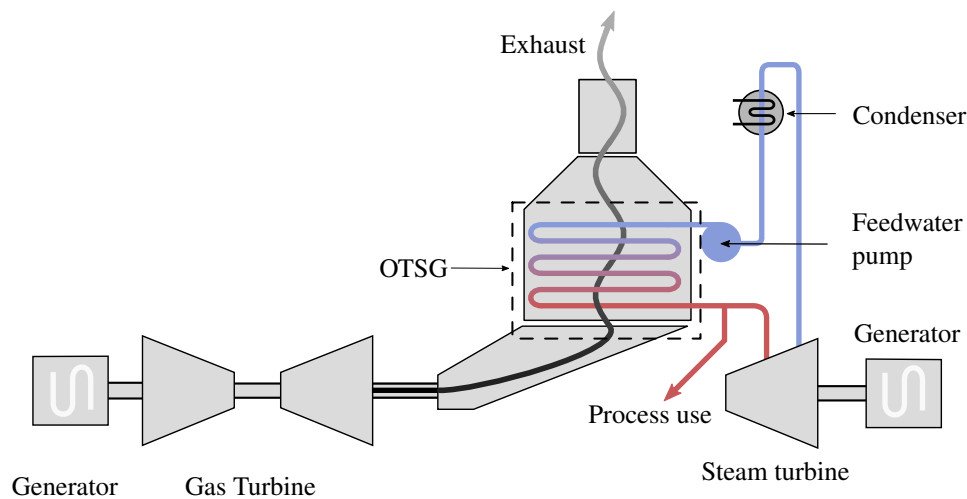 Exhaust
Condenser
Feedwater
pump
OTSG
Generator
Process use
Steam turbine
Generator
Gas Turbine